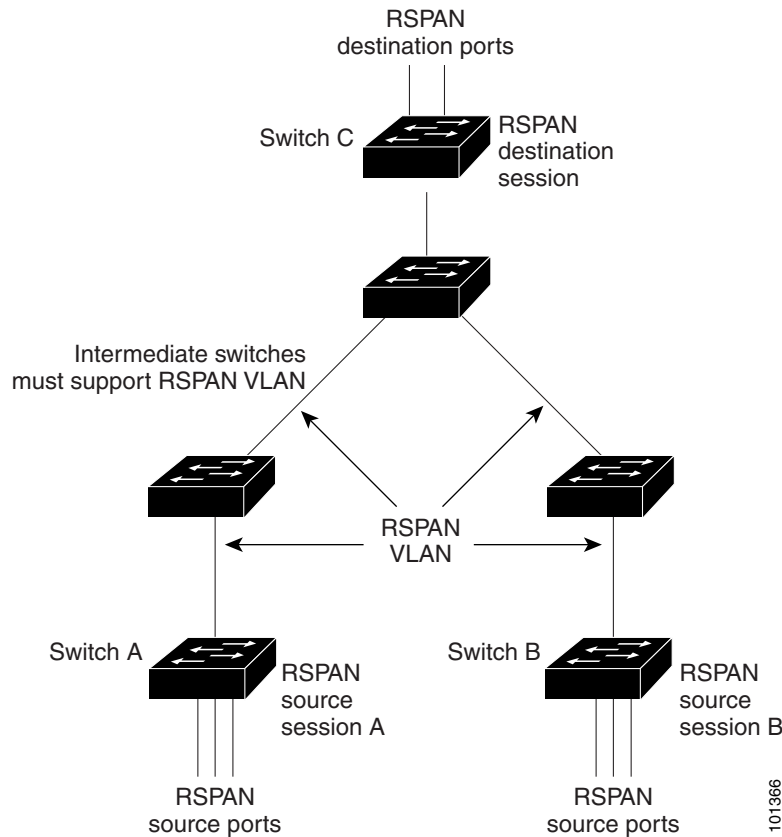 RSPAN
destination ports
Switch C
RSPAN
destination
session
Intermediate switches
must support RSPAN VLAN
RSPAN
VLAN
Switch A
RSPAN
source
session A
Switch B
RSPAN
source
session B
RSPAN
source ports
RSPAN
source ports
101366